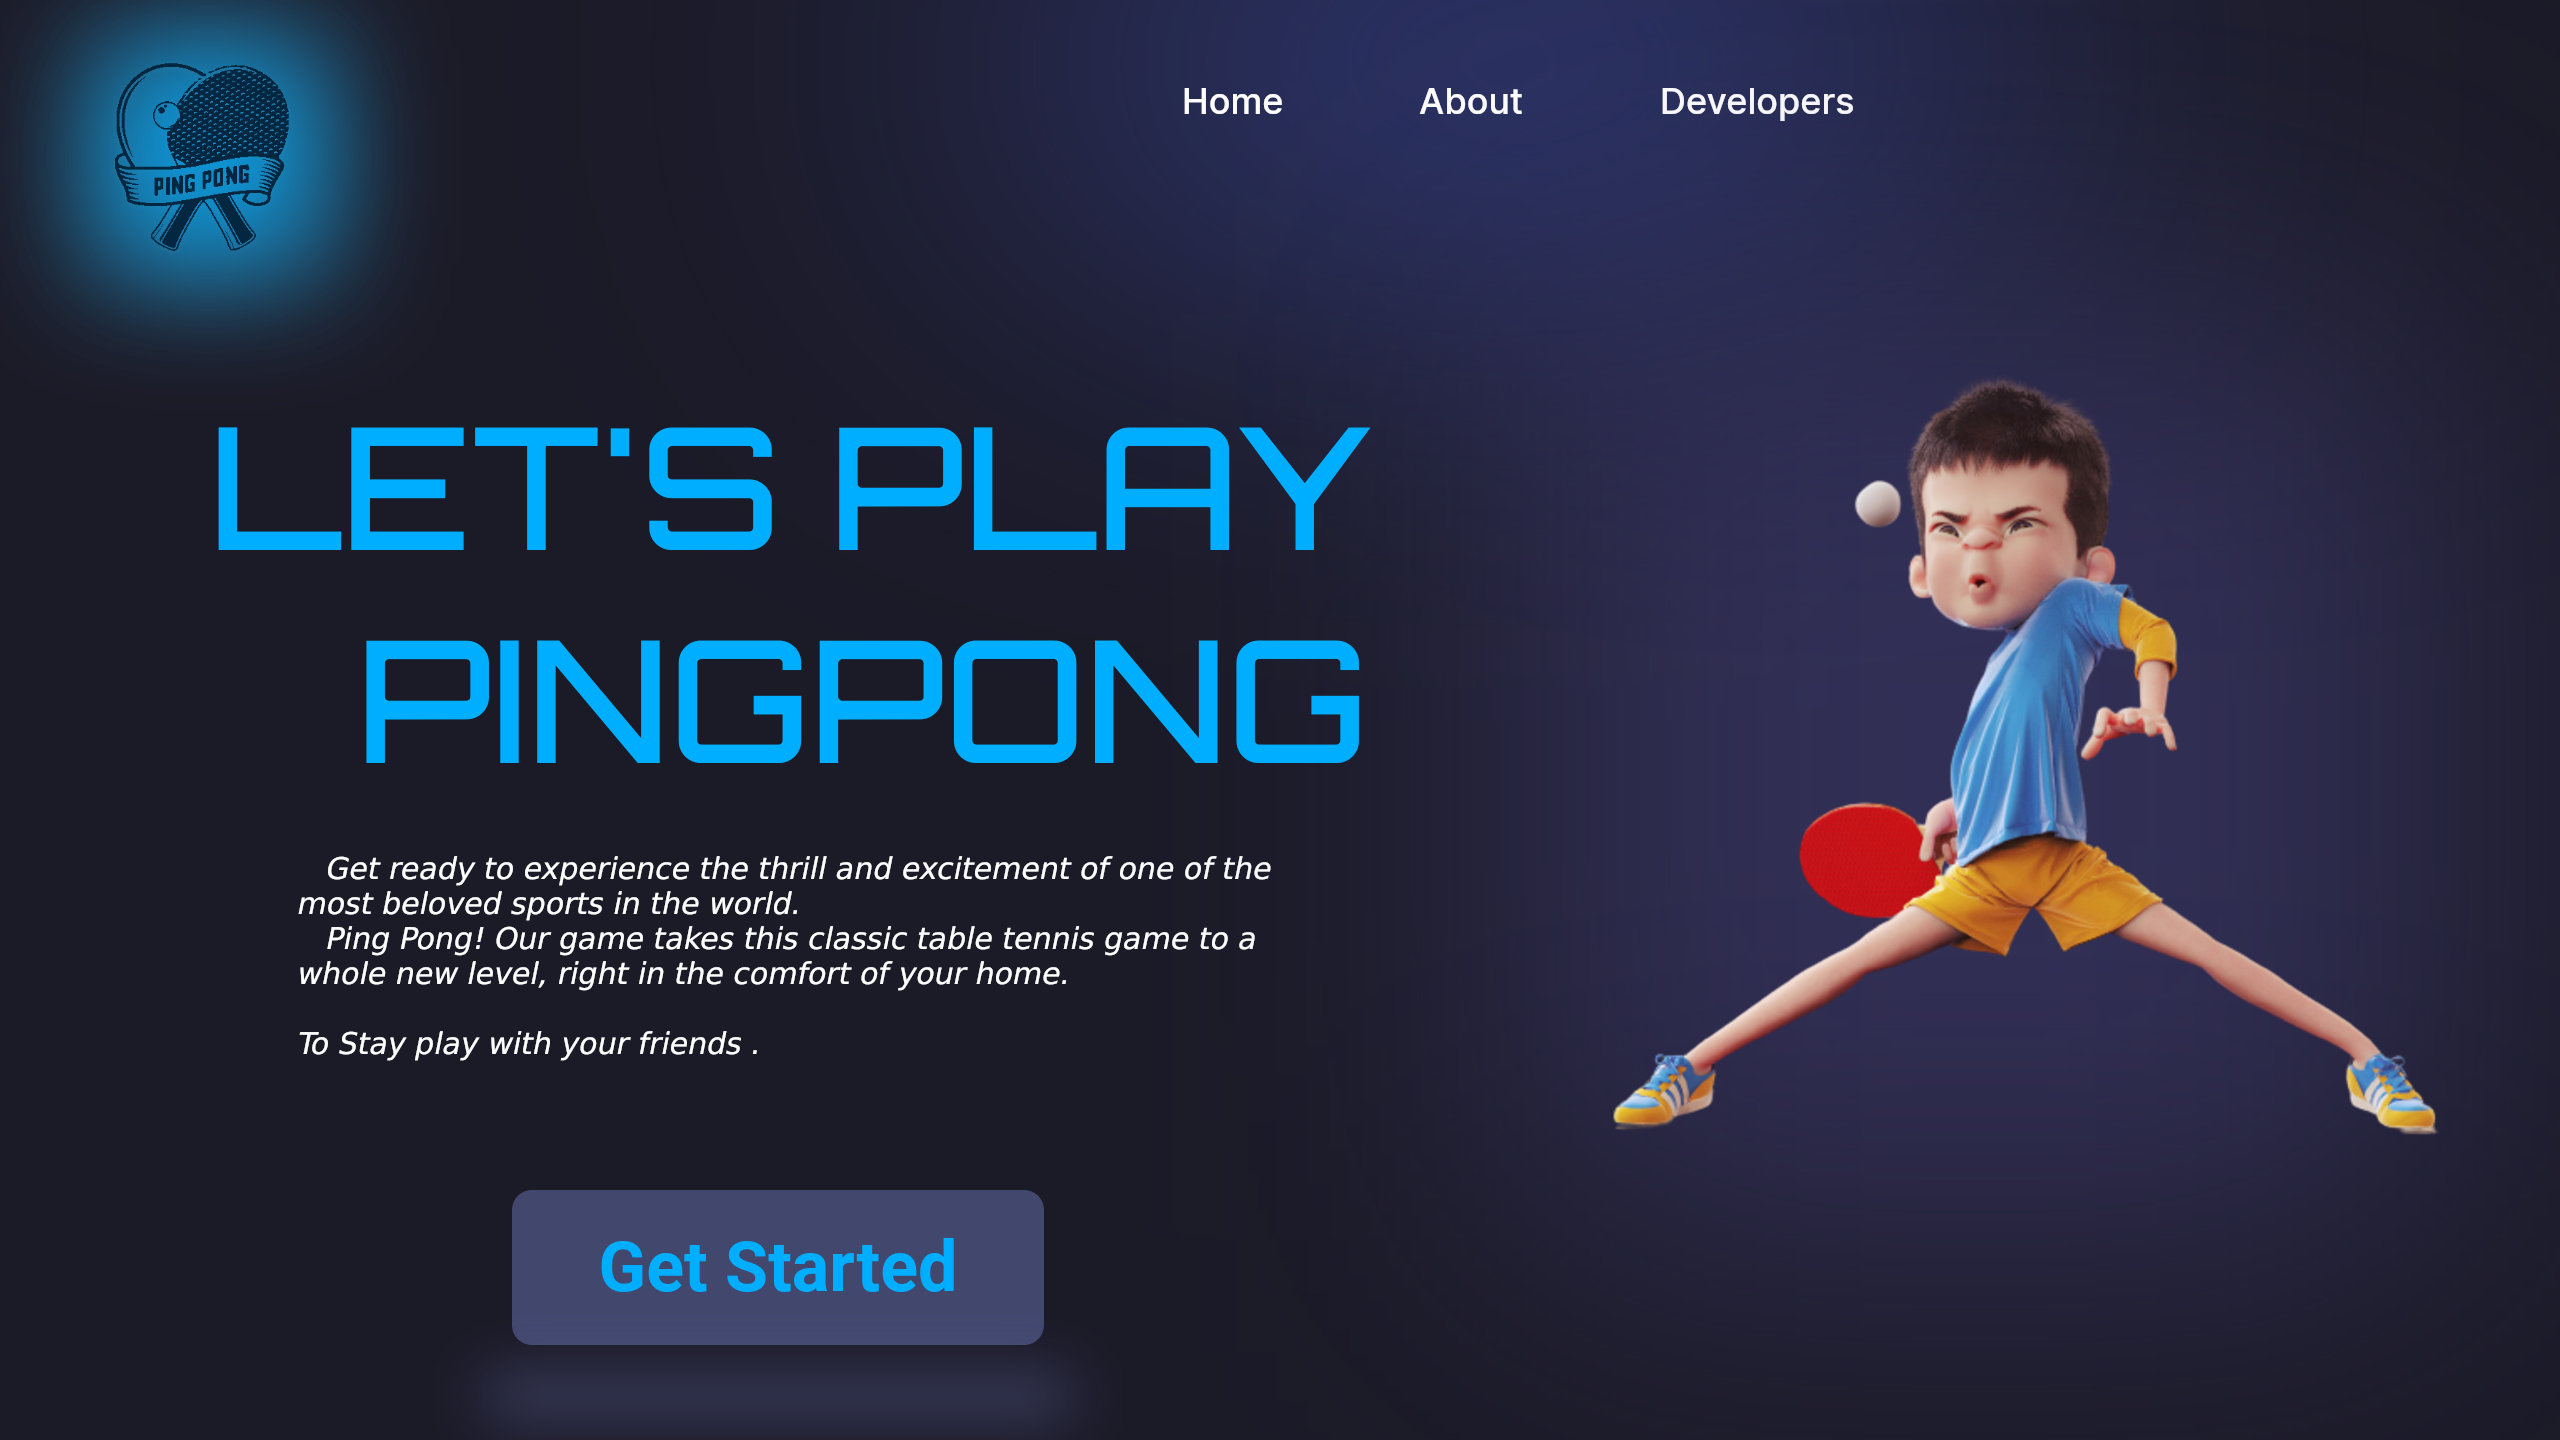 PING PONG
Home About Developers
LET'S PLAY
PINGPONG
Get ready to experience the thrill and excitement of one of the
most beloved sports in the world.
Ping Pong! Our game takes this classic table tennis game to a
whole new level, right in the comfort of your home.
To Stay play with your friends .
Get Started